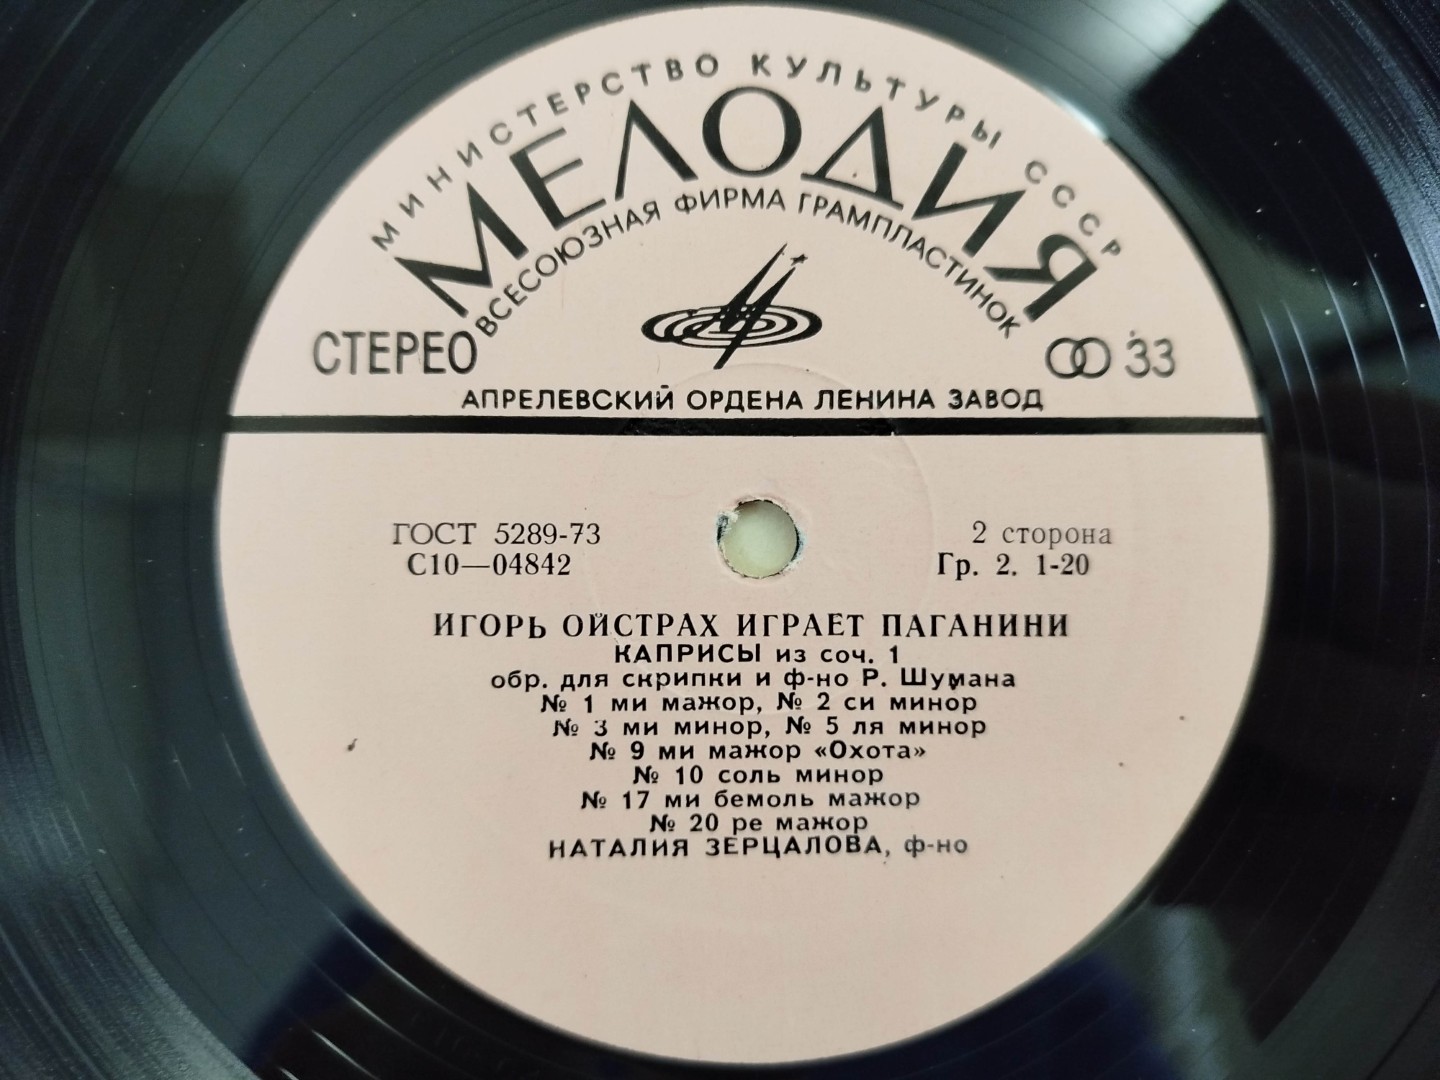 МИНИСТЕРСТВО КУЛЬТУРЫ СССР
МЕЛОДИЯ
ВСЕСОЮЗНАЯ ФИРМА ГРАМПЛАСТИНОК
СТЕРЕО
33
АПРЕЛЕВСКИЙ ОРДЕНА ЛЕНИНА ЗАВОД
ГОСТ 5289-73
2 сторона
С10—04842
Гр. 2. 1-20
ИГОРЬ ОЙСТРАХ ИГРАЕТ ПАГАНИНИ
КАПРИСЫ из соч. 1
обр. для скрипки и ф-но Р. Шумана
№ 1 ми мажор, № 2 си минор
№ 3 ми минор, № 5 ля минор
№ 9 ми мажор «Охота»
№ 10 соль минор
№ 17 ми бемоль мажор
№ 20 ре мажор
НАТАЛИЯ ЗЕРЦАЛОВА, ф-но